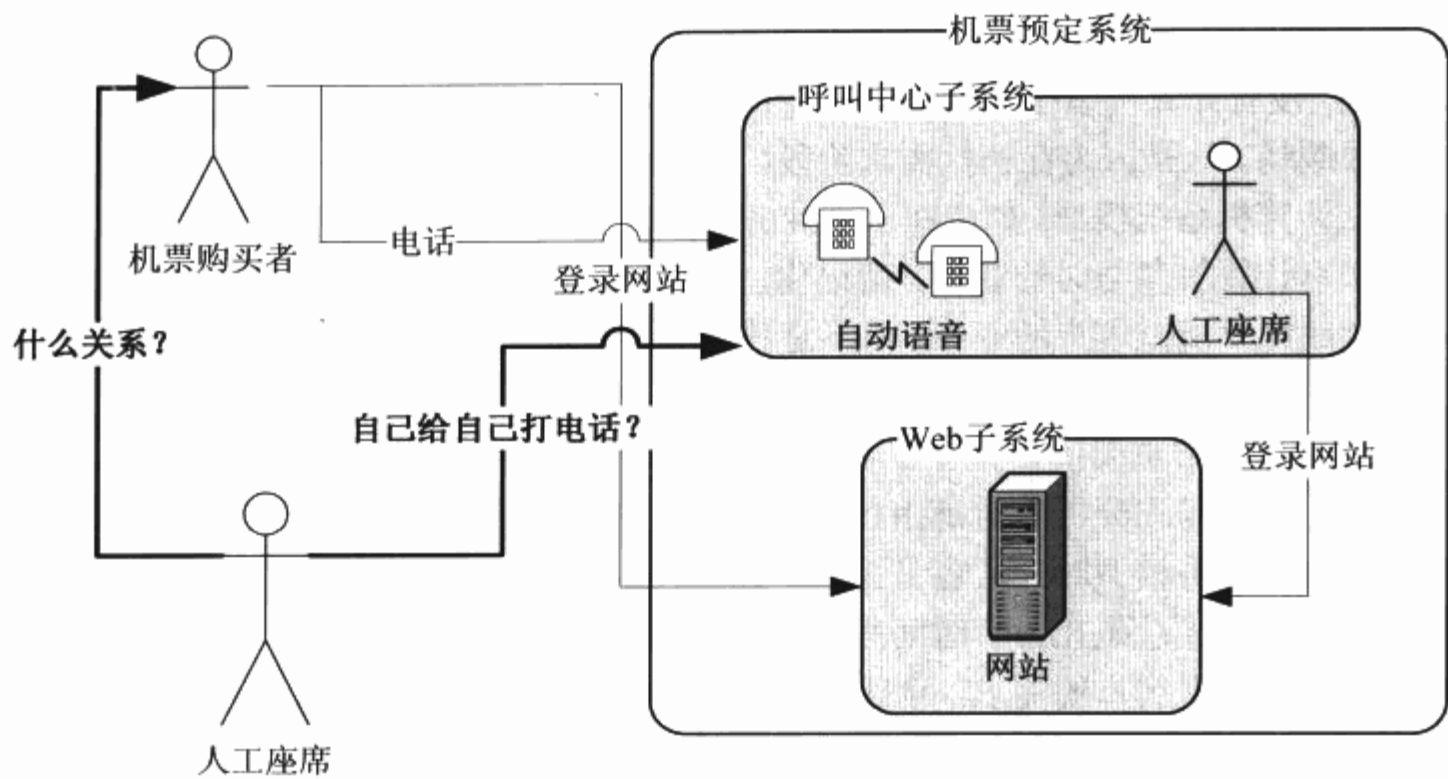 机票预定系统
呼叫中心子系统
机票购买者
电话
登录网站
自动语音
人工座席
什么关系？
自己给自己打电话？
Web子系统
登录网站
网站
人工座席